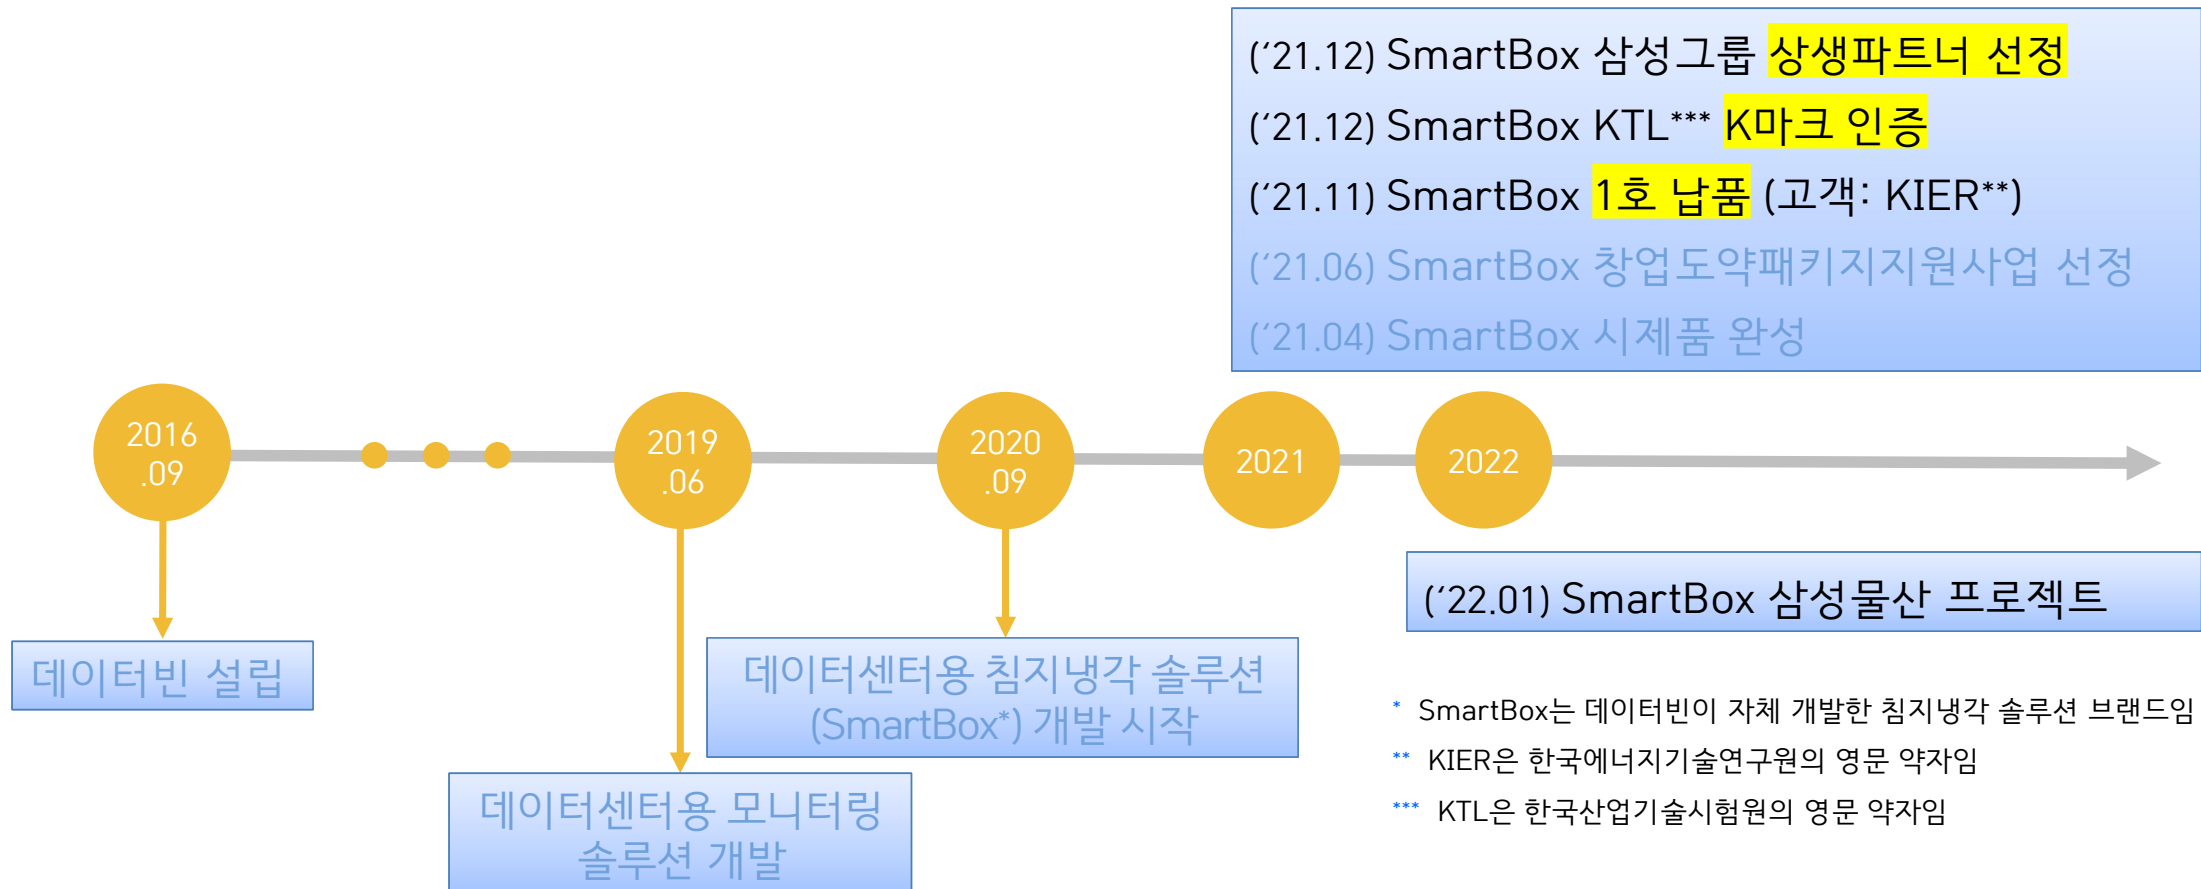 (‘21.12) SmartBox 삼성그룹 상생파트너 선정
(‘21.12) SmartBox KTL*** K마크 인증
(‘21.11) SmartBox 1호 납품 (고객: KIER**)
(‘21.06) SmartBox 창업도약패키지지원사업 선정
(‘21.04) SmartBox 시제품 완성
2016
.09
2019
.06
2020
.09
2021
2022
(‘22.01) SmartBox 삼성물산 프로젝트
데이터빈 설립
데이터센터용 침지냉각 솔루션
(SmartBox*) 개발 시작
데이터센터용 모니터링
솔루션 개발
* SmartBox는 데이터빈이 자체 개발한 침지냉각 솔루션 브랜드임
** KIER은 한국에너지기술연구원의 영문 약자임
*** KTL은 한국산업기술시험원의 영문 약자임